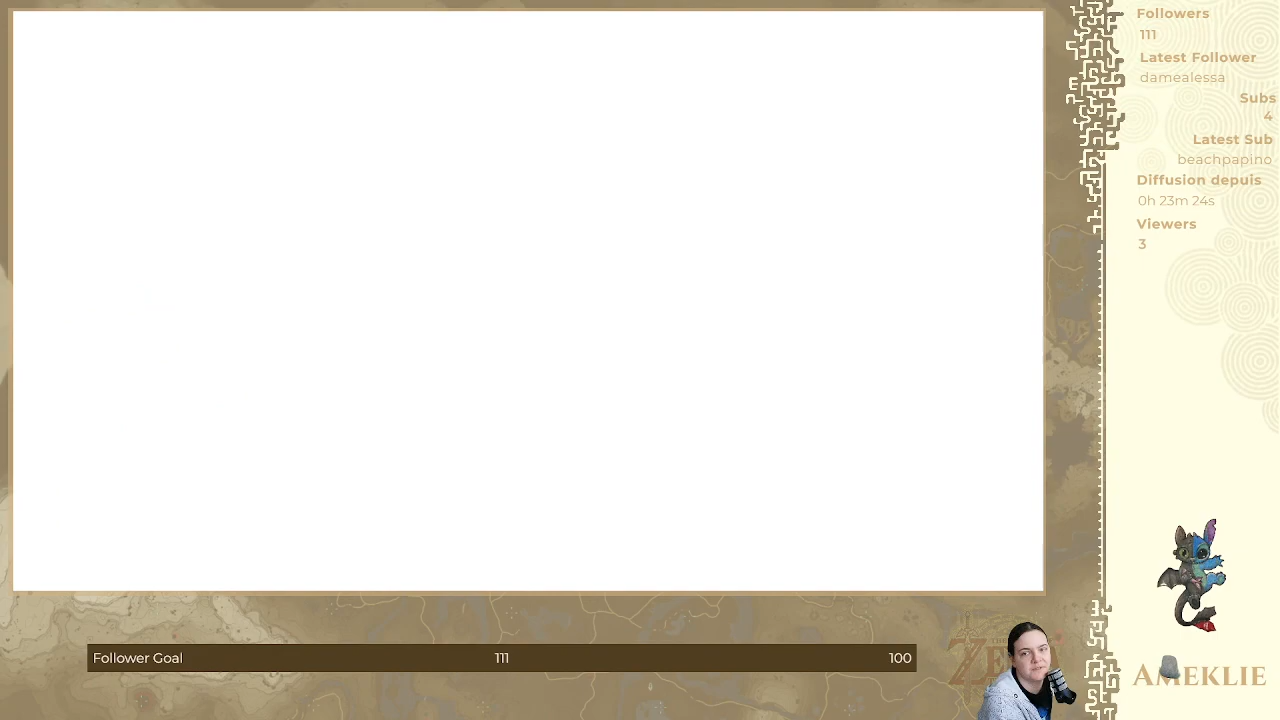 Followers
111
Latest Follower
damealessa
Subs
4
Latest Sub
beachpapino
Diffusion depuis
0h 23m 24s
Viewers
3
Follower Goal 111 100
AMEKLIE